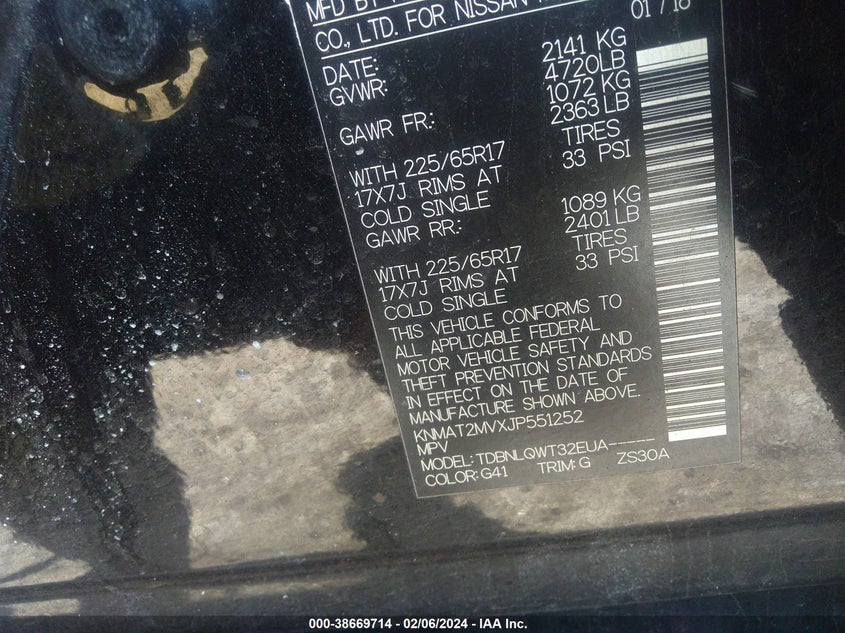 MFD BY
CO., LTD. FOR NISSAN
DATE: 01 / 18
GVWR: 2141 KG
4720LB
GAWR FR.: 1072 KG
2363 LB
WITH 225/65R17 TIRES
17X7J RIMS AT 33 PSI
COLD SINGLE
GAWR RR.: 1089 KG
2401 LB
WITH 225/65R17 TIRES
17X7J RIMS AT 33 PSI
COLD SINGLE
THIS VEHICLE CONFORMS TO
ALL APPLICABLE FEDERAL
MOTOR VEHICLE SAFETY AND
THEFT PREVENTION STANDARDS
IN EFFECT ON THE DATE OF
MANUFACTURE SHOWN ABOVE.
KNMAT2MVXJP551252
MPV
MODEL: TDBNLQWT32EUA-----
COLOR: G41 TRIM: G ZS30A
000-38669714 - 02/06/2024 - IAA Inc.